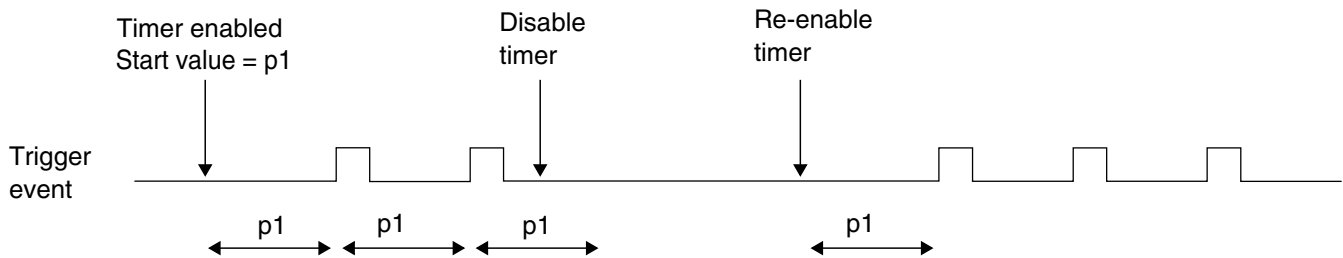 Timer enabled
Start value = p1
Disable
timer
Re-enable
timer
Trigger
event
p1
p1
p1
p1